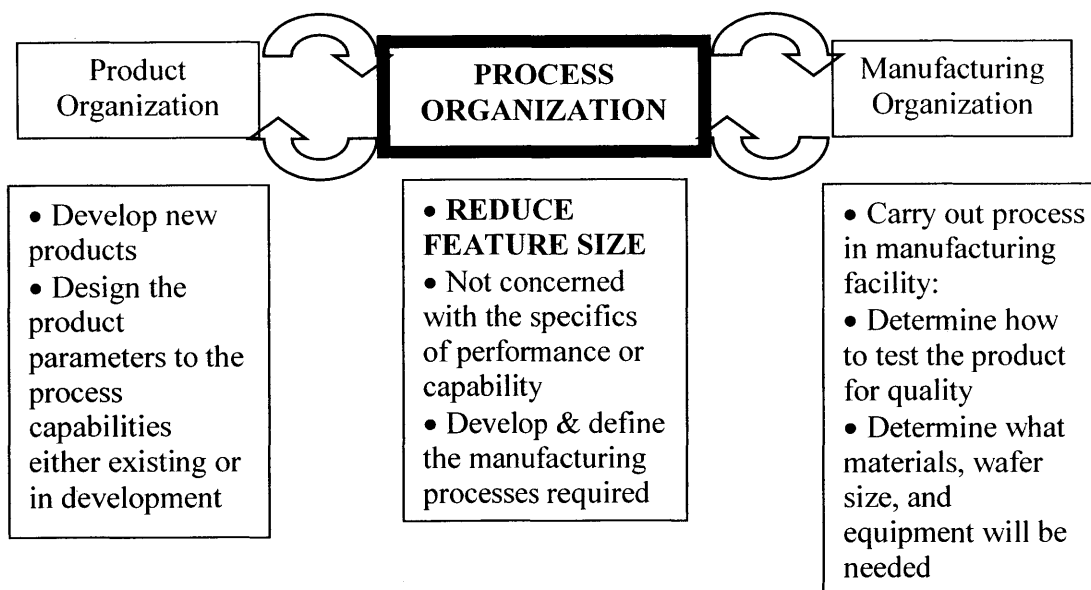 Product
Organization
PROCESS
ORGANIZATION
Manufacturing
Organization
• Develop new
products
• Design the
product
parameters to the
process
capabilities
either existing or
in development
• REDUCE
FEATURE SIZE
• Not concerned
with the specifics
of performance or
capability
• Develop & define
the manufacturing
processes required
• Carry out process
in manufacturing
facility:
• Determine how
to test the product
for quality
• Determine what
materials, wafer
size, and
equipment will be
needed